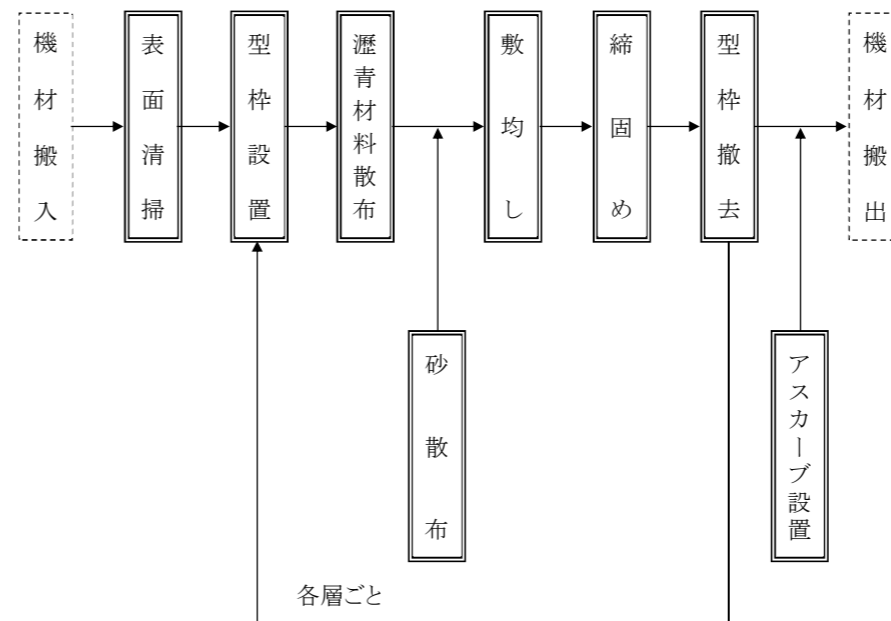 機材搬入
表面清掃
型枠設置
瀝青材料散布
敷均し
締固め
型枠撤去
機材搬出
砂散布
アスカーブ設置
各層ごと